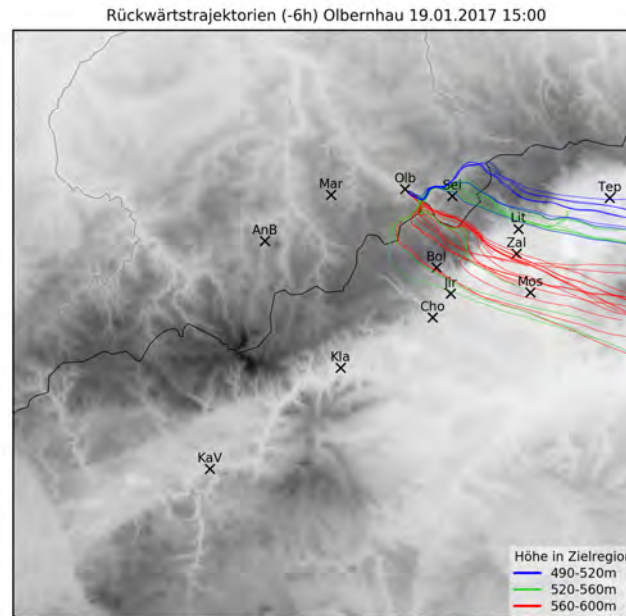 Rückwärtstrajektorien (-6h) Olbernhau 19.01.2017 15:00
Olb
Mar
Sei
Tep
Lit
AnB
Zal
Bol
Jir
Mos
Cho
Kla
KaV
Höhe in Zielregion
490-520m
520-560m
560-600m